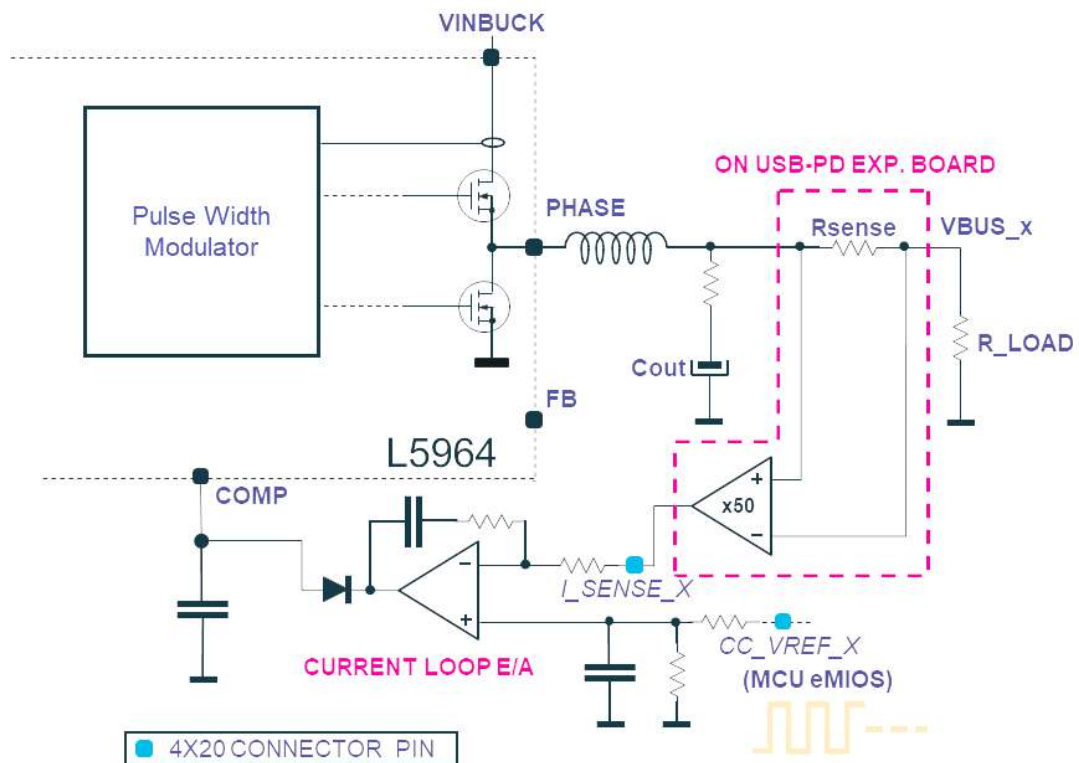 VINBUCK
ON USB-PD EXP. BOARD
Pulse Width
Modulator
PHASE
Rsense
VBUS_x
R_LOAD
Cout
FB
L5964
COMP
+
x50
−
−
I_SENSE_X
+
CC_VREF_X
CURRENT LOOP E/A
(MCU eMIOS)
4X20 CONNECTOR PIN